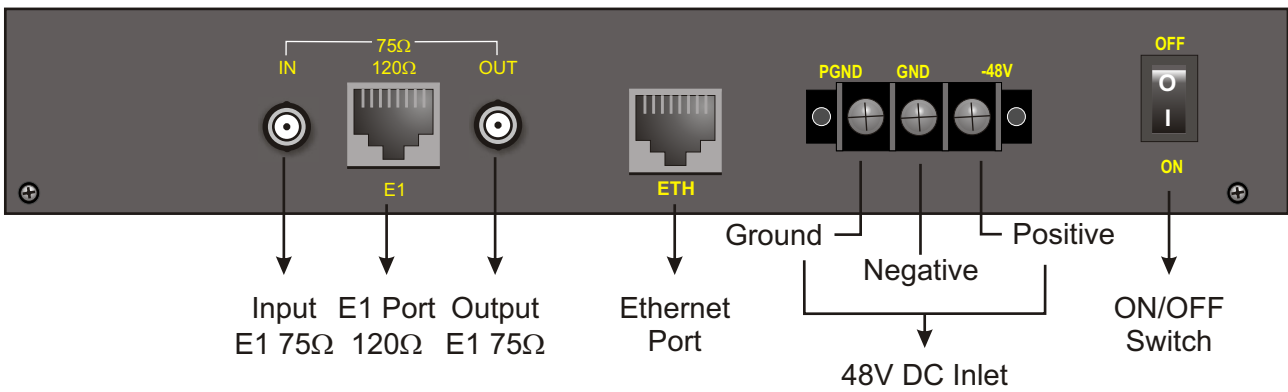 75Ω
IN 120Ω OUT
E1
ETH
PGND GND -48V
OFF
O
I
ON
Ground
Negative
Positive
Input
E1 75Ω
E1 Port
120Ω
Output
E1 75Ω
Ethernet
Port
48V DC Inlet
ON/OFF
Switch